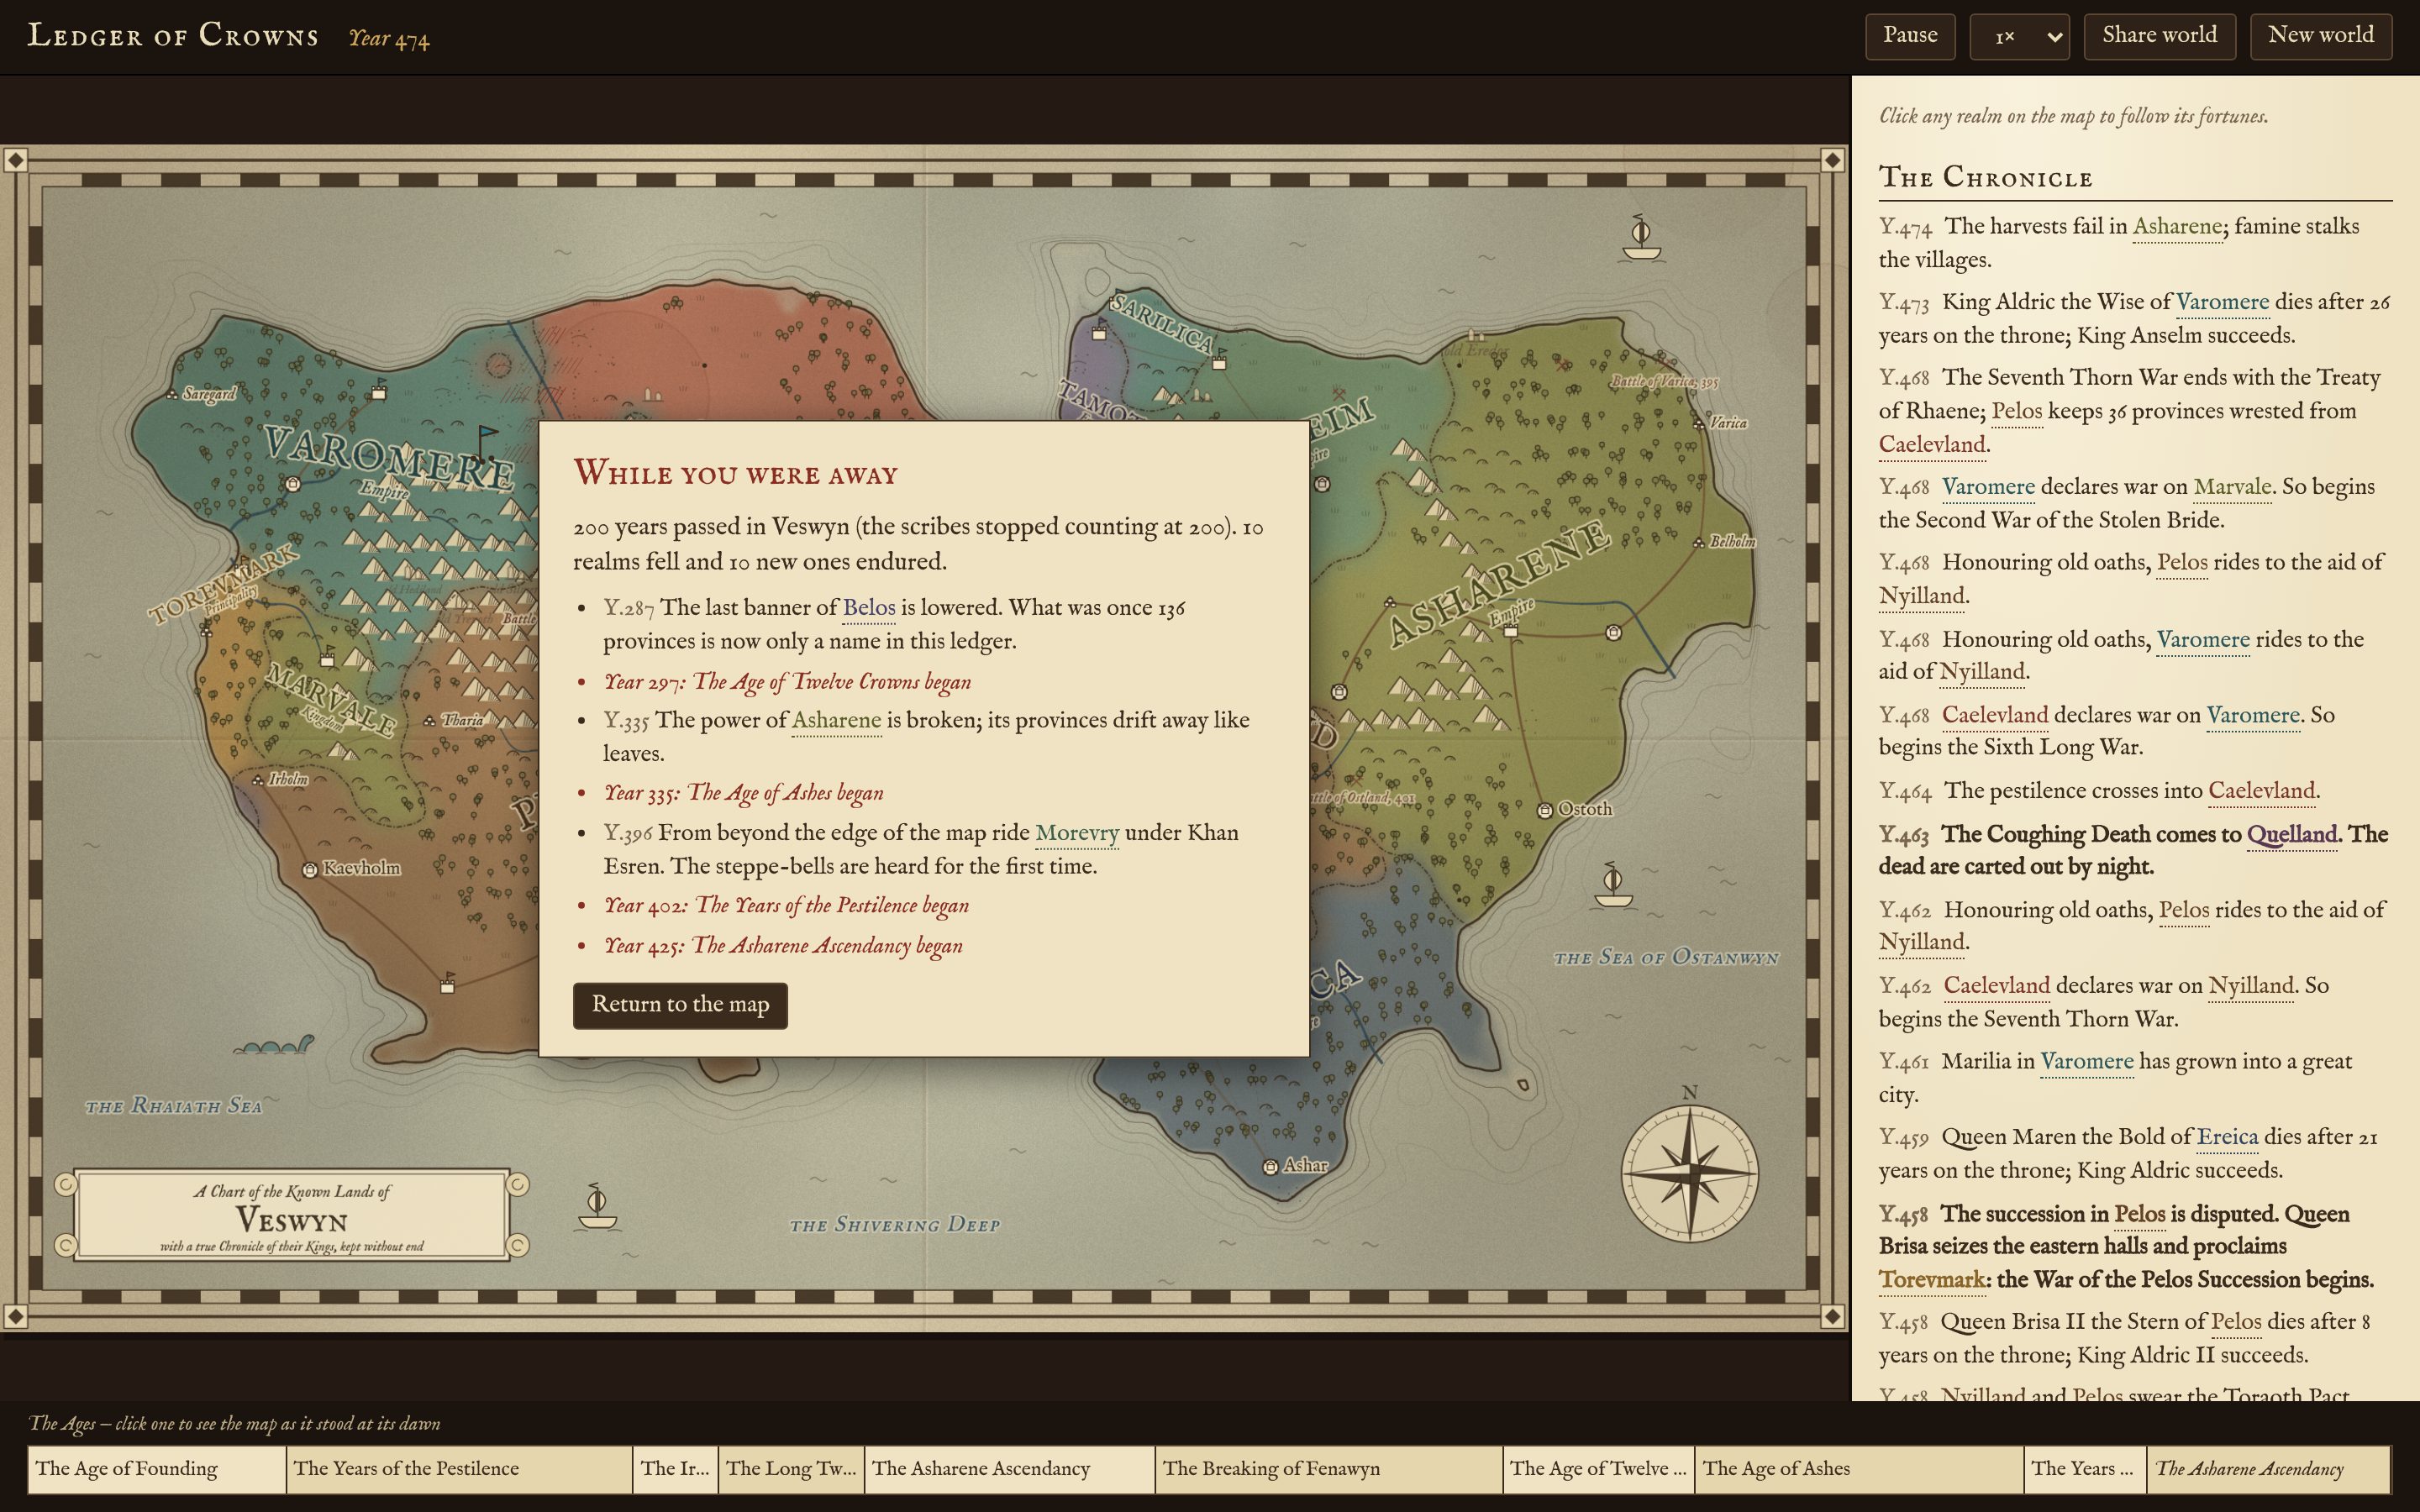 Ledger of Crowns
Year 474
Pause
1×
Share world
New world
Saregard
VAROMERE
Empire
TOREVMARK
Principality
MARVALE
Kingdom
Tharia
Irholm
Kaevholm
SARILICA
Battle of Varica, 395
Varica
Belholm
ASHARENE
Empire
Ostoth
Ashar
Battle
the Rhaiath Sea
the Shivering Deep
the Sea of Ostanwyn
N
A Chart of the Known Lands of
Veswyn
with a true Chronicle of their Kings, kept without end
While you were away
200 years passed in Veswyn (the scribes stopped counting at 200). 10
realms fell and 10 new ones endured.
• Y.287 The last banner of Belos is lowered. What was once 136
provinces is now only a name in this ledger.
• Year 297: The Age of Twelve Crowns began
• Y.335 The power of Asharene is broken; its provinces drift away like
leaves.
• Year 335: The Age of Ashes began
• Y.396 From beyond the edge of the map ride Morevry under Khan
Esren. The steppe-bells are heard for the first time.
• Year 402: The Years of the Pestilence began
• Year 425: The Asharene Ascendancy began
Return to the map
Click any realm on the map to follow its fortunes.
The Chronicle
Y.474 The harvests fail in Asharene; famine stalks
the villages.
Y.473 King Aldric the Wise of Varomere dies after 26
years on the throne; King Anselm succeeds.
Y.468 The Seventh Thorn War ends with the Treaty
of Rhaene; Pelos keeps 36 provinces wrested from
Caelevland.
Y.468 Varomere declares war on Marvale. So begins
the Second War of the Stolen Bride.
Y.468 Honouring old oaths, Pelos rides to the aid of
Nyilland.
Y.468 Honouring old oaths, Varomere rides to the
aid of Nyilland.
Y.468 Caelevland declares war on Varomere. So
begins the Sixth Long War.
Y.464 The pestilence crosses into Caelevland.
Y.463 The Coughing Death comes to Quelland. The
dead are carted out by night.
Y.462 Honouring old oaths, Pelos rides to the aid of
Nyilland.
Y.462 Caelevland declares war on Nyilland. So
begins the Seventh Thorn War.
Y.461 Marilia in Varomere has grown into a great
city.
Y.459 Queen Maren the Bold of Ereica dies after 21
years on the throne; King Aldric succeeds.
Y.458 The succession in Pelos is disputed. Queen
Brisa seizes the eastern halls and proclaims
Torevmark: the War of the Pelos Succession begins.
Y.458 Queen Brisa II the Stern of Pelos dies after 8
years on the throne; King Aldric II succeeds.
Y.458 Nyilland and Pelos swear the Toraoth Pact.
The Ages – click one to see the map as it stood at its dawn
The Age of Founding
The Years of the Pestilence
The Ir...
The Long Tw...
The Asharene Ascendancy
The Breaking of Fenawyn
The Age of Twelve ...
The Age of Ashes
The Years ...
The Asharene Ascendancy